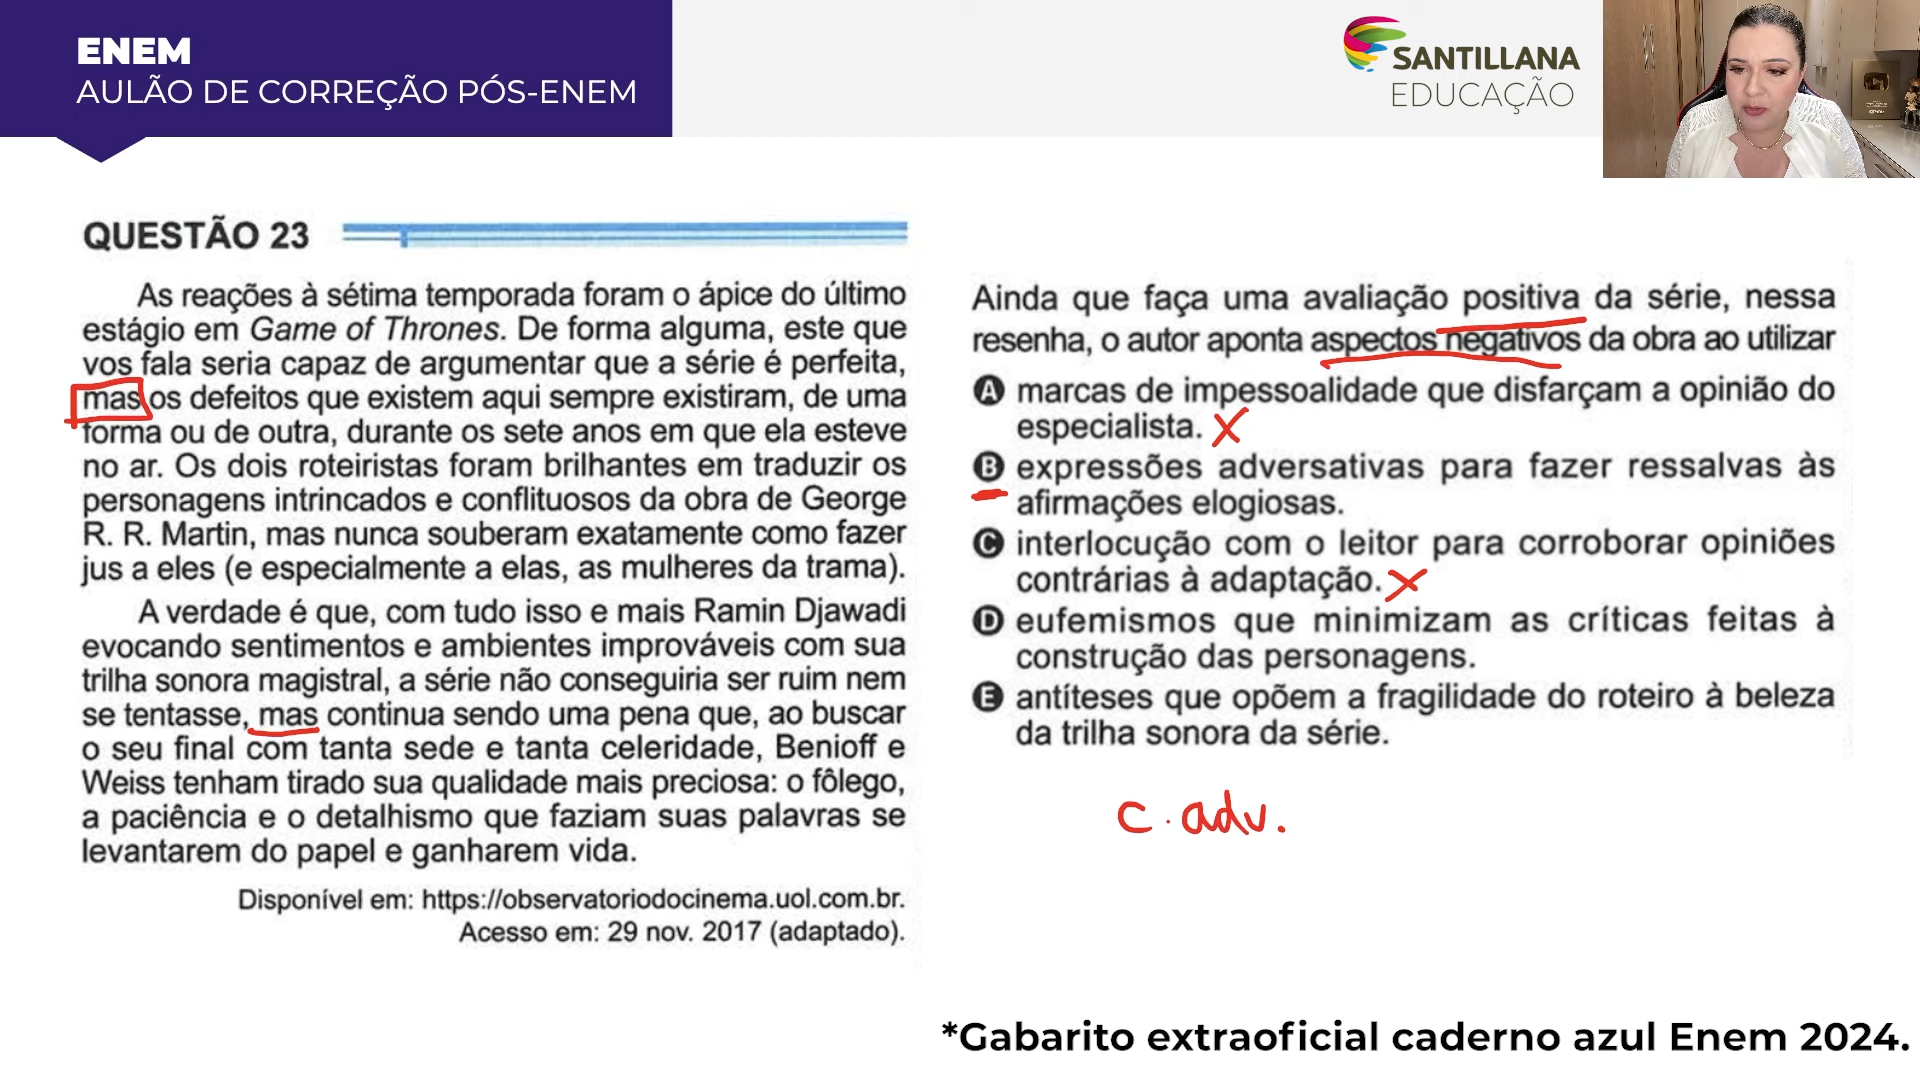 ENEM
AULÃO DE CORREÇÃO PÓS-ENEM
SANTILLANA
EDUCAÇÃO
QUESTÃO 23
As reações à sétima temporada foram o ápice do último
estágio em Game of Thrones. De forma alguma, este que
vos fala seria capaz de argumentar que a série é perfeita,
mas os defeitos que existem aqui sempre existiram, de uma
forma ou de outra, durante os sete anos em que ela esteve
no ar. Os dois roteiristas foram brilhantes em traduzir os
personagens intrincados e conflituosos da obra de George
R. R. Martin, mas nunca souberam exatamente como fazer
jus a eles (e especialmente a elas, as mulheres da trama).
A verdade é que, com tudo isso e mais Ramin Djawadi
evocando sentimentos e ambientes improváveis com sua
trilha sonora magistral, a série não conseguiria ser ruim nem
se tentasse, mas continua sendo uma pena que, ao buscar
o seu final com tanta sede e tanta celeridade, Benioff e
Weiss tenham tirado sua qualidade mais preciosa: o fôlego,
a paciência e o detalhismo que faziam suas palavras se
levantarem do papel e ganharem vida.
Disponível em: https://observatoriodocinema.uol.com.br.
Acesso em: 29 nov. 2017 (adaptado).
Ainda que faça uma avaliação positiva da série, nessa
resenha, o autor aponta aspectos negativos da obra ao utilizar
A marcas de impessoalidade que disfarçam a opinião do
especialista. X
B expressões adversativas para fazer ressalvas às
afirmações elogiosas.
C interlocução com o leitor para corroborar opiniões
contrárias à adaptação. X
D eufemismos que minimizam as críticas feitas à
construção das personagens.
E antíteses que opõem a fragilidade do roteiro à beleza
da trilha sonora da série.
C. adv.
*Gabarito extraoficial caderno azul Enem 2024.